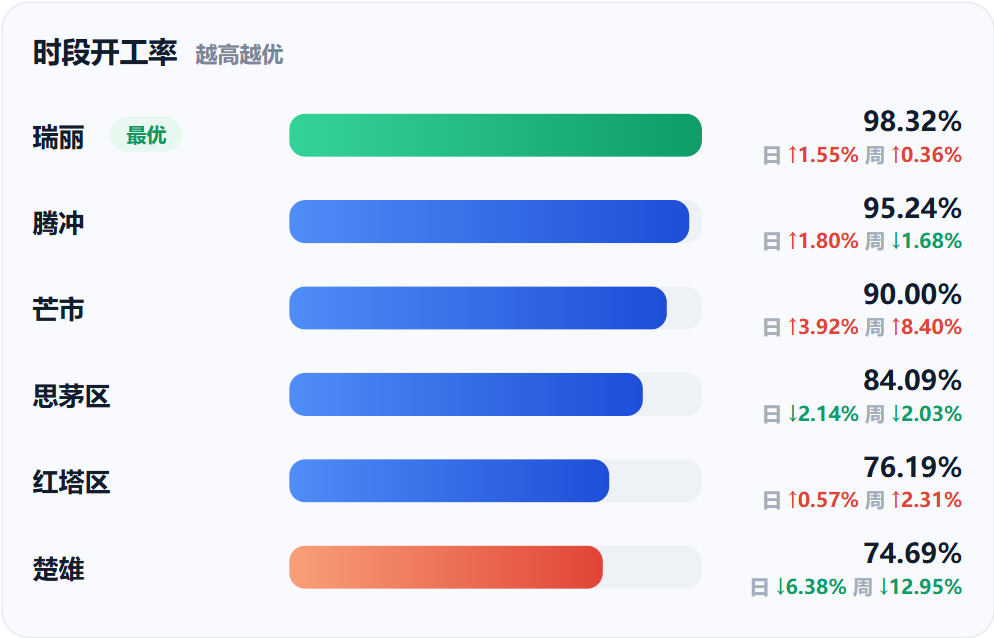 时段开工率 越高越优
瑞丽 最优 98.32%
日 ↑1.55% 周 ↑0.36%
腾冲 95.24%
日 ↑1.80% 周 ↓1.68%
芒市 90.00%
日 ↑3.92% 周 ↑8.40%
思茅区 84.09%
日 ↓2.14% 周 ↓2.03%
红塔区 76.19%
日 ↑0.57% 周 ↑2.31%
楚雄 74.69%
日 ↓6.38% 周 ↓12.95%